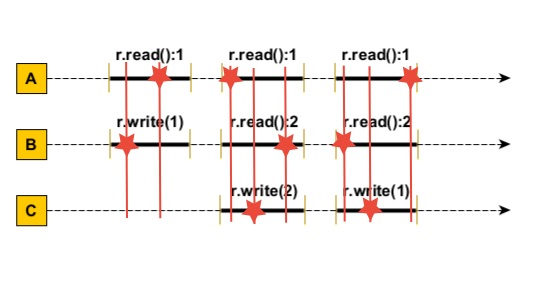 r.read():1 r.read():1 r.read():1
A
r.write(1) r.read():2 r.read():2
B
r.write(2) r.write(1)
C